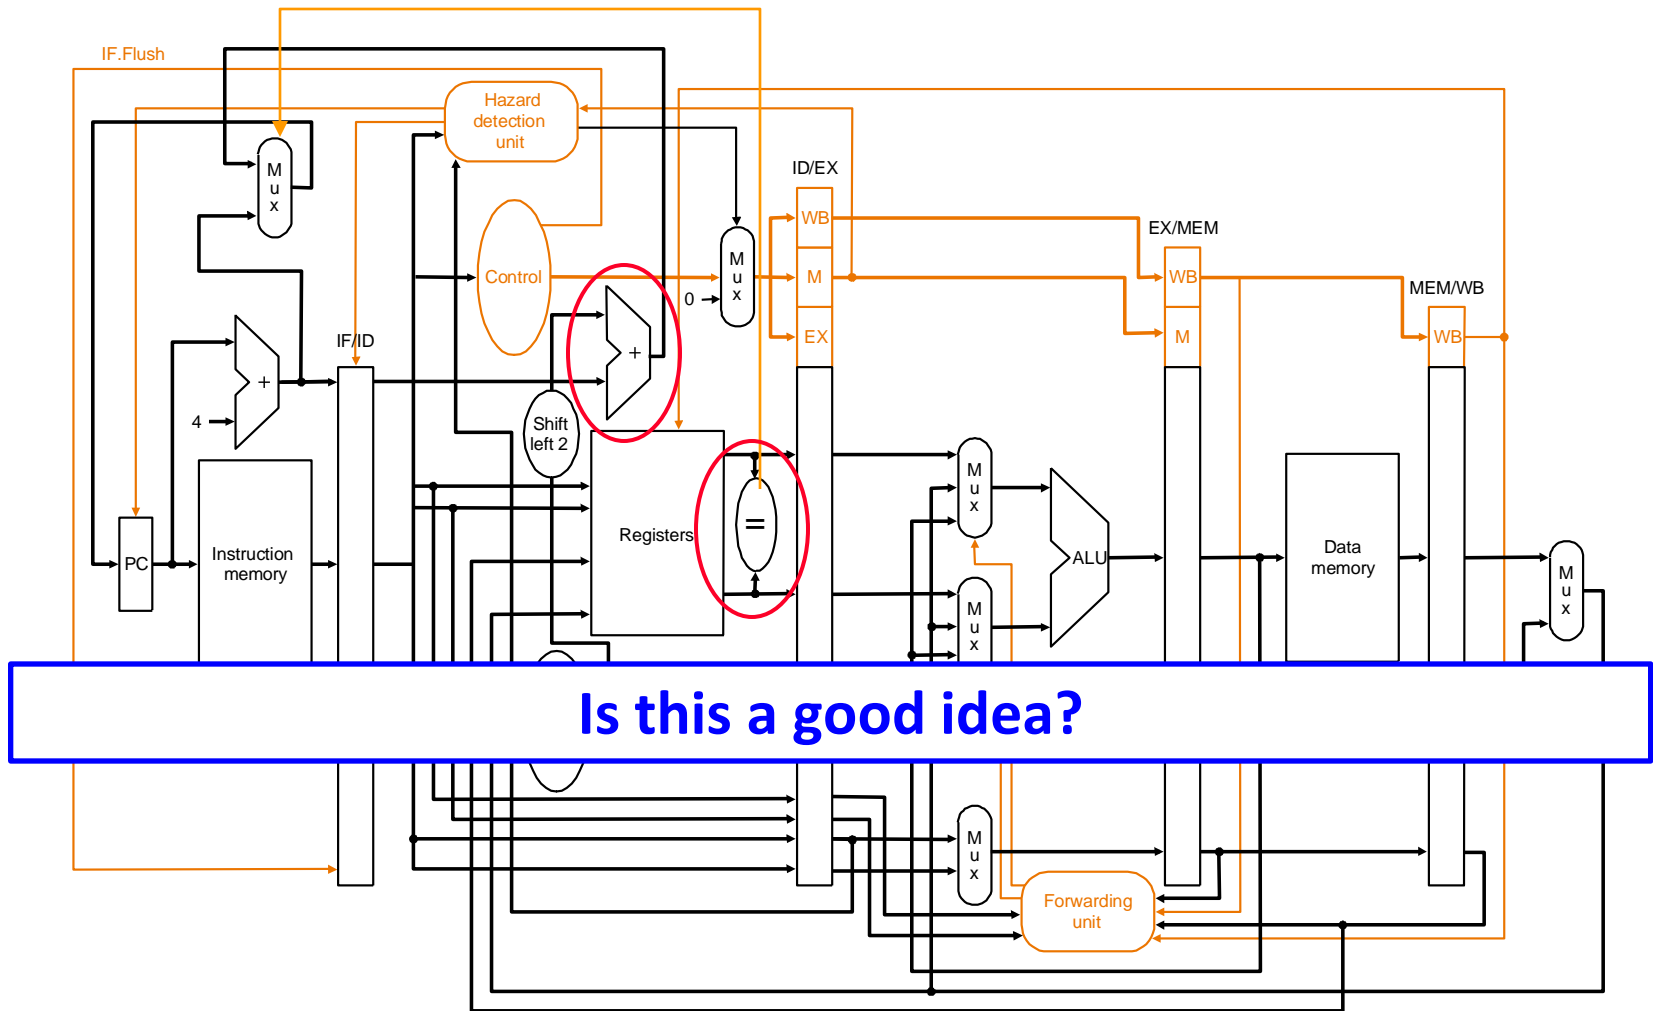 IF.Flush
Hazard
detection
unit
M
u
x
ID/EX
WB
EX/MEM
M
u
x
Control
M
WB
MEM/WB
0
IF/ID
+
EX
M
WB
+
4
Shift
left 2
M
u
x
=
Registers
PC
Instruction
memory
ALU
Data
memory
M
u
x
M
u
x
Is this a good idea?
M
u
x
Forwarding
unit